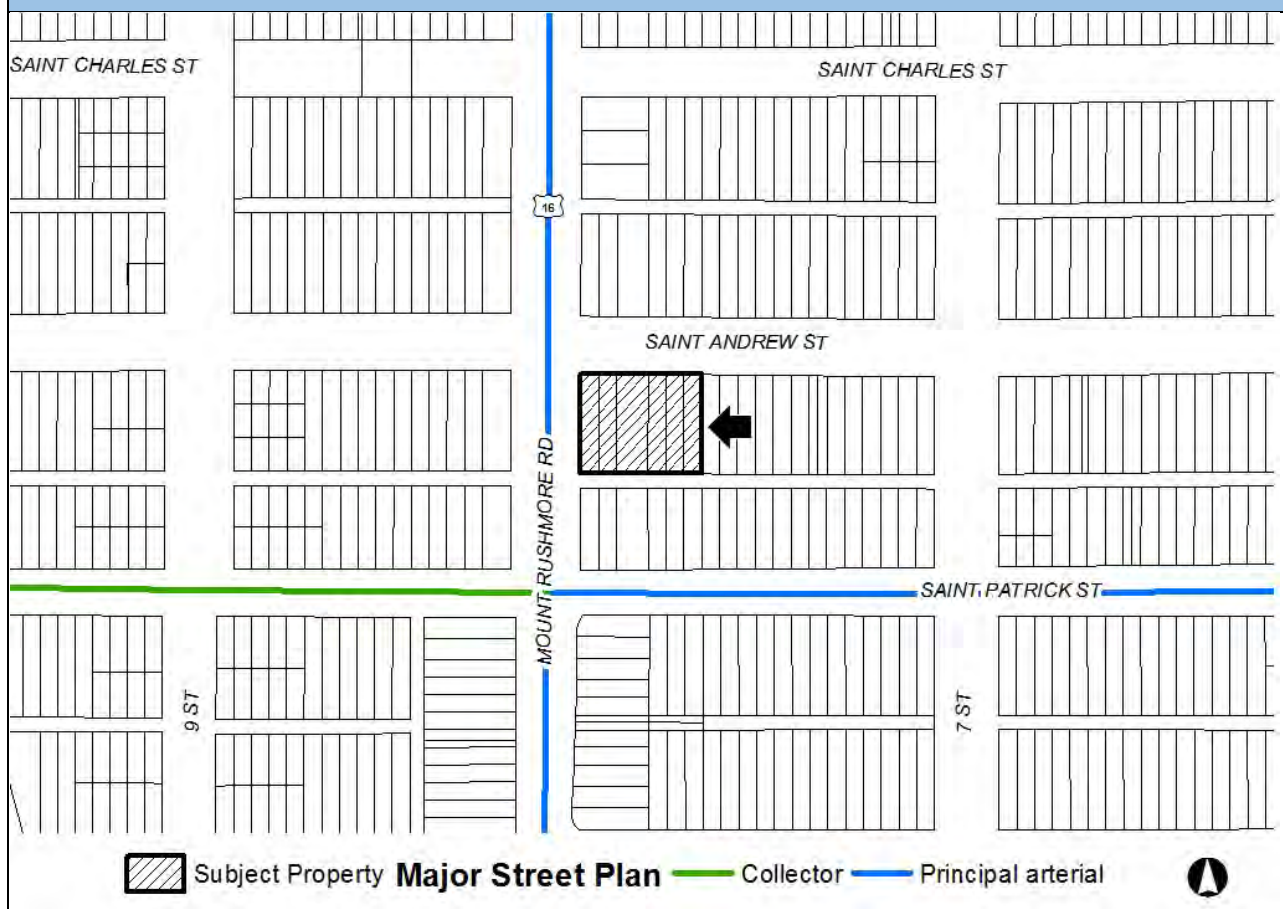 SAINT CHARLES ST
SAINT CHARLES ST
16
SAINT ANDREW ST
MOUNT RUSHMORE RD
SAINT PATRICK ST
9 ST
7 ST
Subject Property Major Street Plan Collector Principal arterial